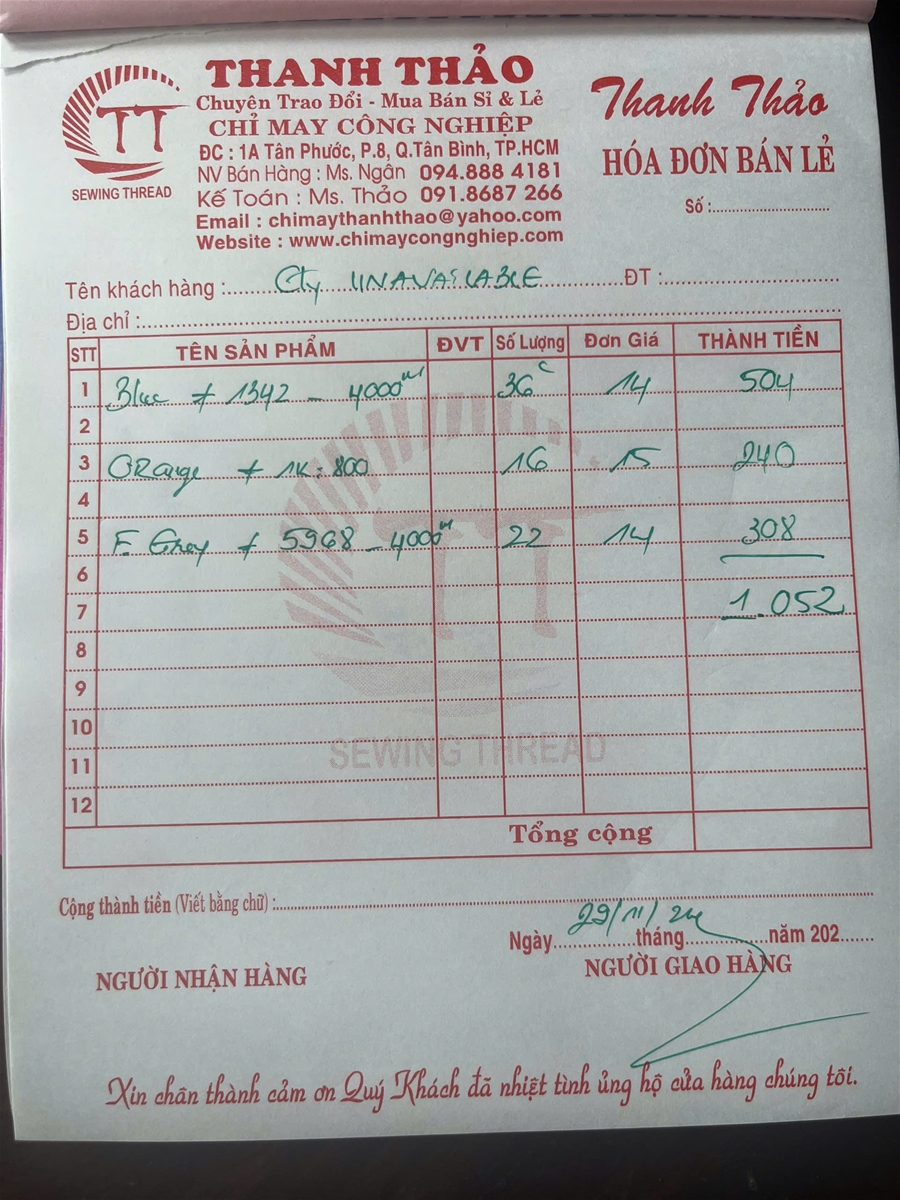 THANH THẢO
Chuyên Trao Đổi - Mua Bán Sỉ & Lẻ
CHỈ MAY CÔNG NGHIỆP
ĐC : 1A Tân Phước, P.8, Q.Tân Bình, TP.HCM
NV Bán Hàng : Ms. Ngân 094.888 4181
Kế Toán : Ms. Thảo 091.8687 266
Email : chimaythanhthao@yahoo.com
Website : www.chimaycongnghiep.com
TT
SEWING THREAD
Thanh Thảo
HÓA ĐƠN BÁN LẺ
Số :
Tên khách hàng : Cty UNAVAILABLE ĐT :
Địa chỉ :
STT TÊN SẢN PHẨM ĐVT Số Lượng Đơn Giá THÀNH TIỀN
1 Blue # 1342 - 4000m 36c 14 504
2
3 ORange # 1K: 800 16 15 240
4
5 F. Grey # 5968 - 4000m 22 14 308
6
7 1.052
8
9
10
11
12
TT
SEWING THREAD
Tổng cộng
Cộng thành tiền (Viết bằng chữ) :
29/11/24
Ngày tháng năm 202
NGƯỜI NHẬN HÀNG NGƯỜI GIAO HÀNG
Xin chân thành cảm ơn Quý Khách đã nhiệt tình ủng hộ cửa hàng chúng tôi.